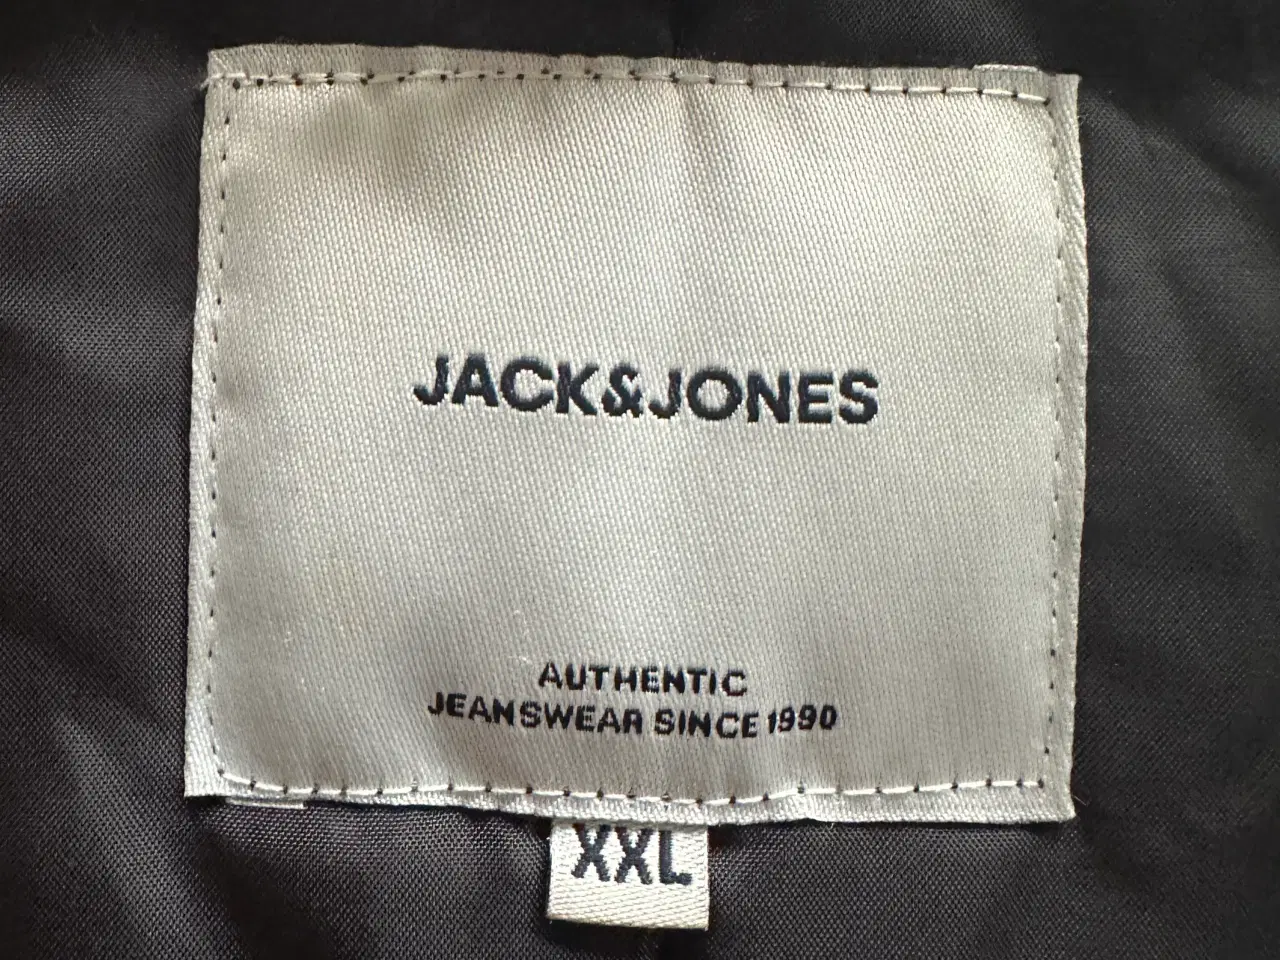 JACK&JONES
AUTHENTIC
JEANSWEAR SINCE 1990
XXL